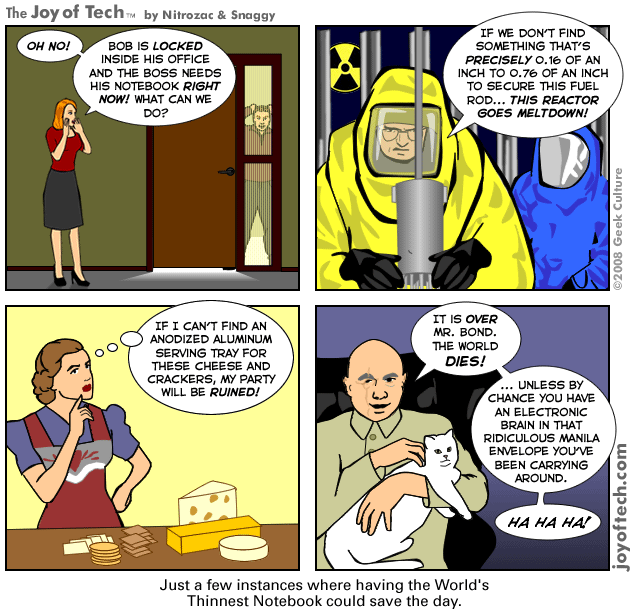 The Joy of Tech™ by Nitrozac & Snaggy
OH NO!
BOB IS LOCKED
INSIDE HIS OFFICE
AND THE BOSS NEEDS
HIS NOTEBOOK RIGHT
NOW! WHAT CAN WE
DO?
IF WE DON'T FIND
SOMETHING THAT'S
PRECISELY 0.16 OF AN
INCH TO 0.76 OF AN INCH
TO SECURE THIS FUEL
ROD... THIS REACTOR
GOES MELTDOWN!
©2008 Geek Culture
IF I CAN'T FIND AN
ANODIZED ALUMINUM
SERVING TRAY FOR
THESE CHEESE AND
CRACKERS, MY PARTY
WILL BE RUINED!
IT IS OVER
MR. BOND.
THE WORLD
DIES!
... UNLESS BY
CHANCE YOU HAVE
AN ELECTRONIC
BRAIN IN THAT
RIDICULOUS MANILA
ENVELOPE YOU'VE
BEEN CARRYING
AROUND.
HA HA HA!
joyoftech.com
Just a few instances where having the World's
Thinnest Notebook could save the day.